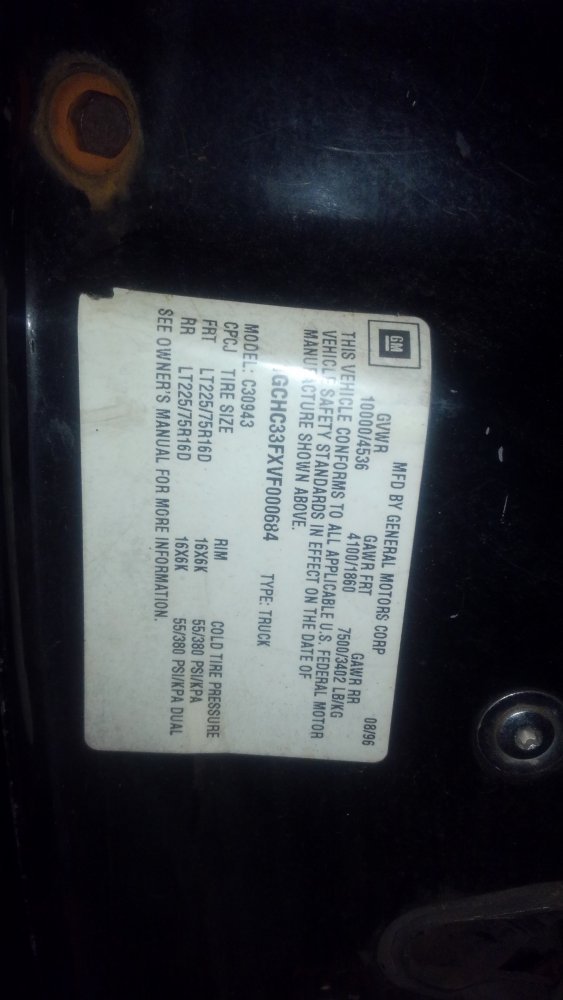 GM
MFD BY GENERAL MOTORS CORP 08/96
GVWR GAWR FRT GAWR RR
10000/4536 4100/1860 7500/3402 LB/KG
THIS VEHICLE CONFORMS TO ALL APPLICABLE U.S. FEDERAL MOTOR
VEHICLE SAFETY STANDARDS IN EFFECT ON THE DATE OF
MANUFACTURE SHOWN ABOVE.
GCHC33FXVF000684 TYPE: TRUCK
MODEL: C30943
CPCJ TIRE SIZE RIM COLD TIRE PRESSURE
FRT LT225/75R16D 16X6K 55/380 PSI/KPA
RR LT225/75R16D 16X6K 55/380 PSI/KPA DUAL
SEE OWNER'S MANUAL FOR MORE INFORMATION.